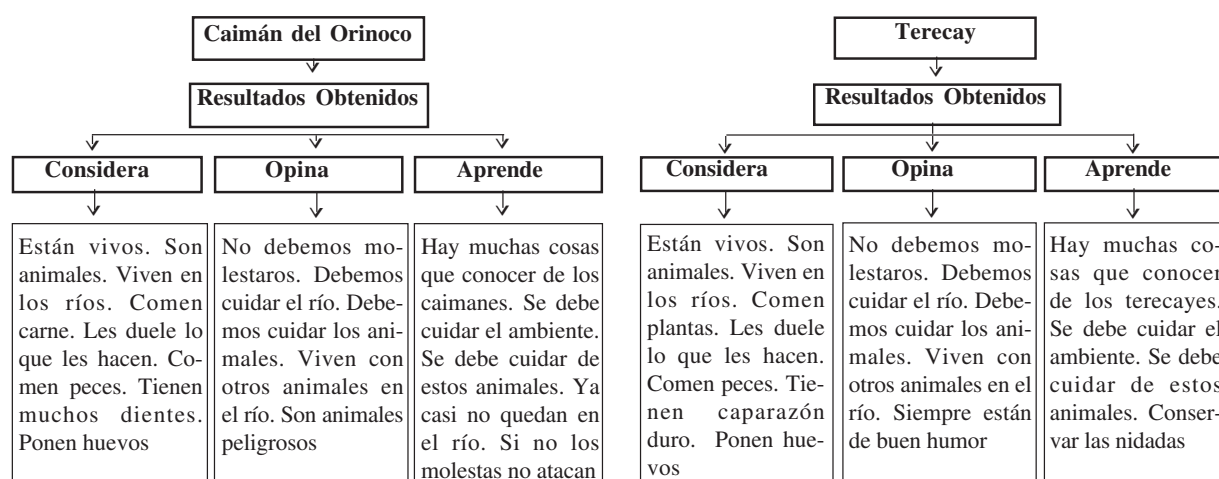 Caimán del Orinoco
Resultados Obtenidos
Considera
Están vivos. Son
animales. Viven en
los ríos. Comen
carne. Les duele lo
que les hacen. Co-
men peces. Tienen
muchos dientes.
Ponen huevos
Opina
No debemos mo-
lestaros. Debemos
cuidar el río. Debe-
mos cuidar los ani-
males. Viven con
otros animales en
el río. Son animales
peligrosos
Aprende
Hay muchas cosas
que conocer de los
caimanes. Se debe
cuidar el ambiente.
Se debe cuidar de
estos animales. Ya
casi no quedan en
el río. Si no los
molestas no atacan
Terecay
Resultados Obtenidos
Considera
Están vivos. Son
animales. Viven en
los ríos. Comen
plantas. Les duele
lo que les hacen.
Comen peces. Tie-
nen caparazón
duro. Ponen hue-
vos
Opina
No debemos mo-
lestaros. Debemos
cuidar el río. Debe-
mos cuidar los ani-
males. Viven con
otros animales en el
río. Siempre están
de buen humor
Aprende
Hay muchas co-
sas que conocer
de los terecayes.
Se debe cuidar el
ambiente. Se debe
cuidar de estos
animales. Conser-
var las nidadas